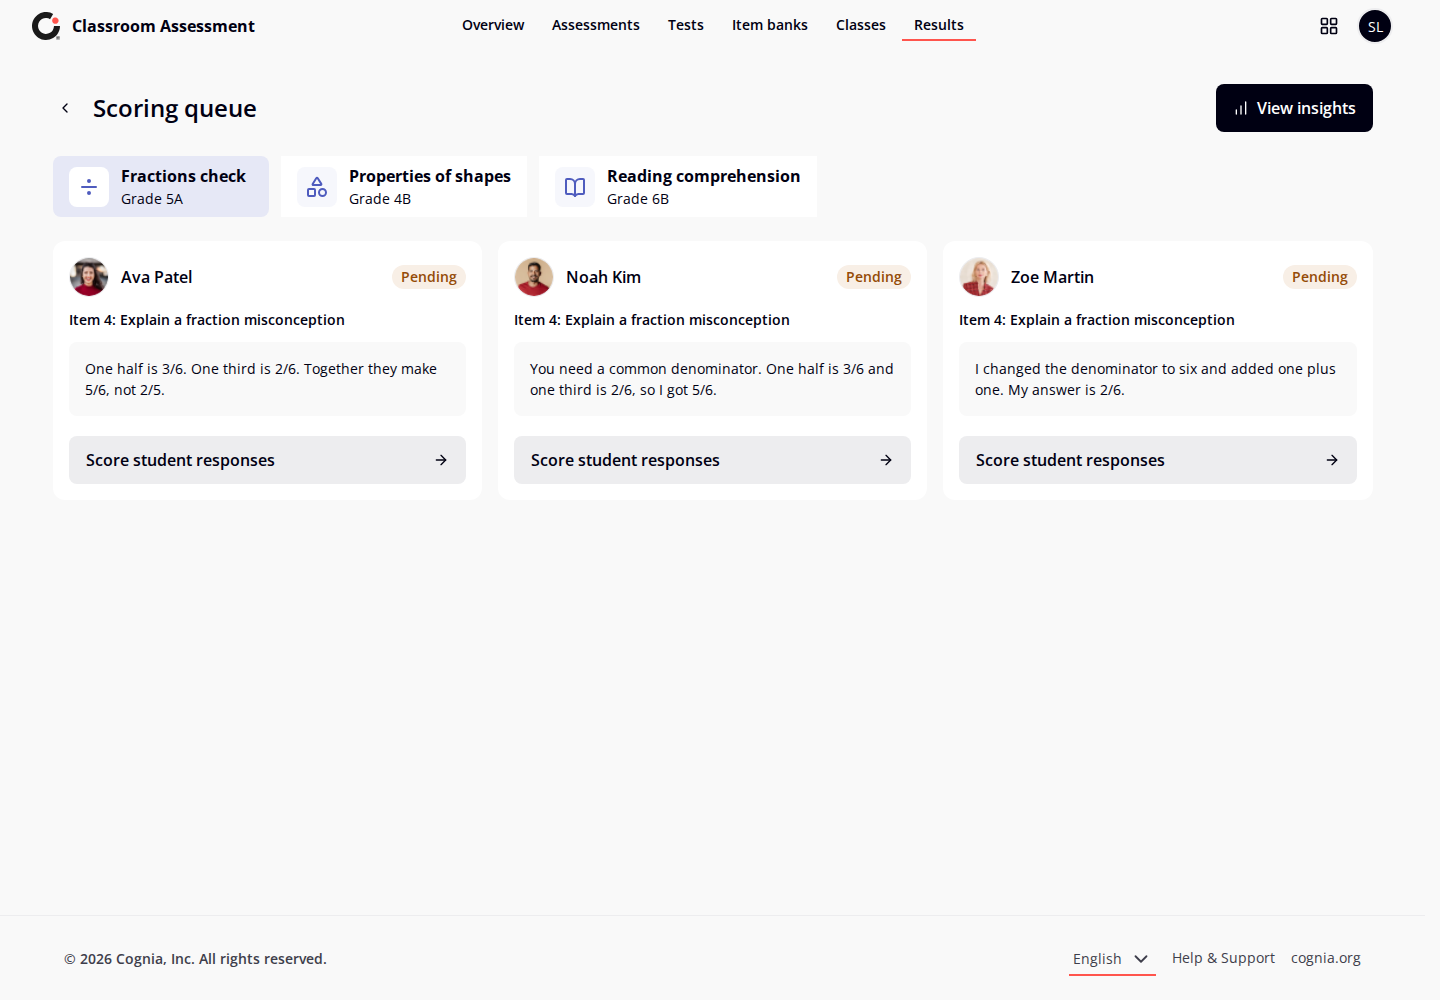 Classroom Assessment
Overview
Assessments
Tests
Item banks
Classes
Results
SL
Scoring queue
View insights
Fractions check
Grade 5A
Properties of shapes
Grade 4B
Reading comprehension
Grade 6B
Ava Patel
Pending
Item 4: Explain a fraction misconception
One half is 3/6. One third is 2/6. Together they make
5/6, not 2/5.
Score student responses
Noah Kim
Pending
Item 4: Explain a fraction misconception
You need a common denominator. One half is 3/6 and
one third is 2/6, so I got 5/6.
Score student responses
Zoe Martin
Pending
Item 4: Explain a fraction misconception
I changed the denominator to six and added one plus
one. My answer is 2/6.
Score student responses
© 2026 Cognia, Inc. All rights reserved.
English
Help & Support
cognia.org